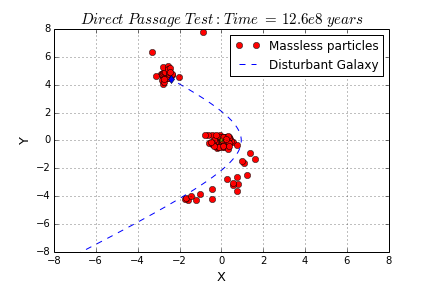 Direct Passage Test: Time = 12.6e8 years
Massless particles
Disturbant Galaxy
8
6
4
2
0
−2
−4
−6
−8
Y
−8 −6 −4 −2 0 2 4 6 8
X